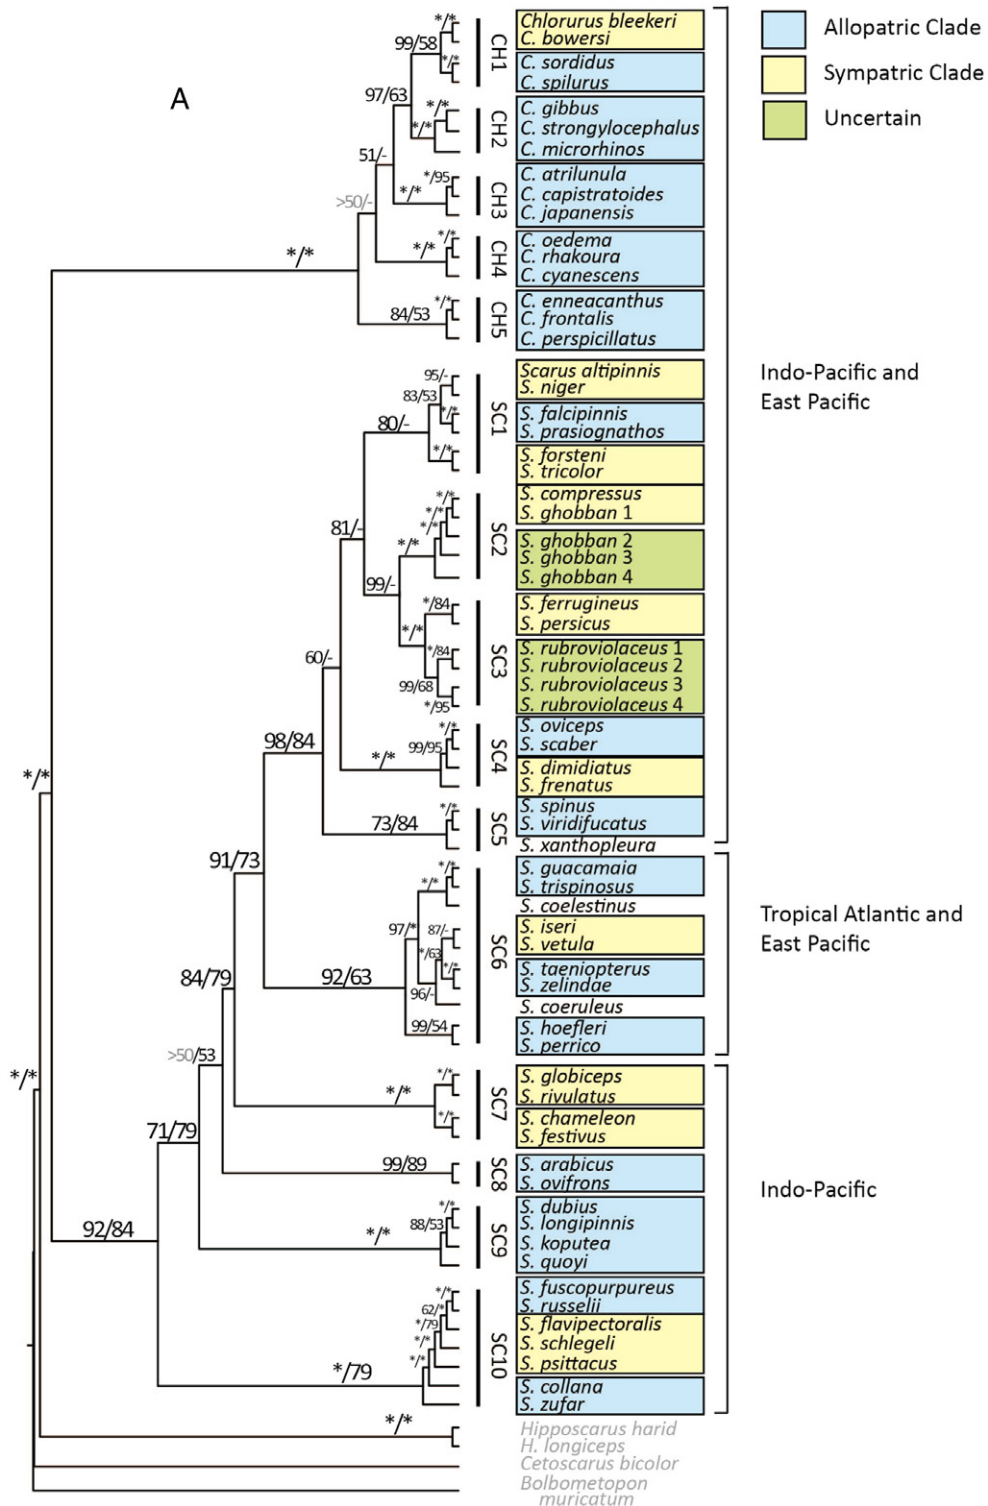 A
Allopatric Clade
Sympatric Clade
Uncertain
*/*
99/58
*/*
97/63
*/*
*/*
51/-
*/95
*/*
>50/-
*/*
*/*
*/*
*/*
84/53
CH1
CH2
CH3
CH4
CH5
Chlorurus bleekeri
C. bowersi
C. sordidus
C. spilurus
C. gibbus
C. strongylocephalus
C. microrhinos
C. atrilunula
C. capistratoides
C. japanensis
C. oedema
C. rhakoura
C. cyanescens
C. enneacanthus
C. frontalis
C. perspicillatus
Indo-Pacific and
East Pacific
95/-
83/53
*/*
80/-
*/*
SC1
Scarus altipinnis
S. niger
S. falcipinnis
S. prasiognathos
S. forsteni
S. tricolor
*/*
*/*
*/*
81/-
*/*
SC2
S. compressus
S. ghobban 1
S. ghobban 2
S. ghobban 3
S. ghobban 4
99/-
*/84
*/*
*/84
60/-
99/68
*/95
SC3
S. ferrugineus
S. persicus
S. rubroviolaceus 1
S. rubroviolaceus 2
S. rubroviolaceus 3
S. rubroviolaceus 4
*/*
99/95
98/84
*/*
SC4
S. oviceps
S. scaber
S. dimidiatus
S. frenatus
*/*
*/*
73/84
SC5
S. spinus
S. viridifucatus
S. xanthopleura
91/73
*/*
*/*
97/*
87/-
*/63
*/*
84/79
92/63
96/-
99/54
SC6
S. guacamaia
S. trispinosus
S. coelestinus
S. iseri
S. vetula
S. taeniopterus
S. zelindae
S. coeruleus
S. hoefleri
S. perrico
Tropical Atlantic and
East Pacific
>50/53
*/*
*/*
*/*
*/*
SC7
S. globiceps
S. rivulatus
S. chameleon
S. festivus
71/79
99/89
SC8
S. arabicus
S. ovifrons
Indo-Pacific
*/*
88/53
92/84
*/*
SC9
S. dubius
S. longipinnis
S. koputea
S. quoyi
*/*
62/*
*/79
*/*
*/*
*/79
SC10
S. fuscopurpureus
S. russelii
S. flavipectoralis
S. schlegeli
S. psittacus
S. collana
S. zufar
*/*
Hipposcarus harid
H. longiceps
Cetoscarus bicolor
Bolbometopon
muricatum